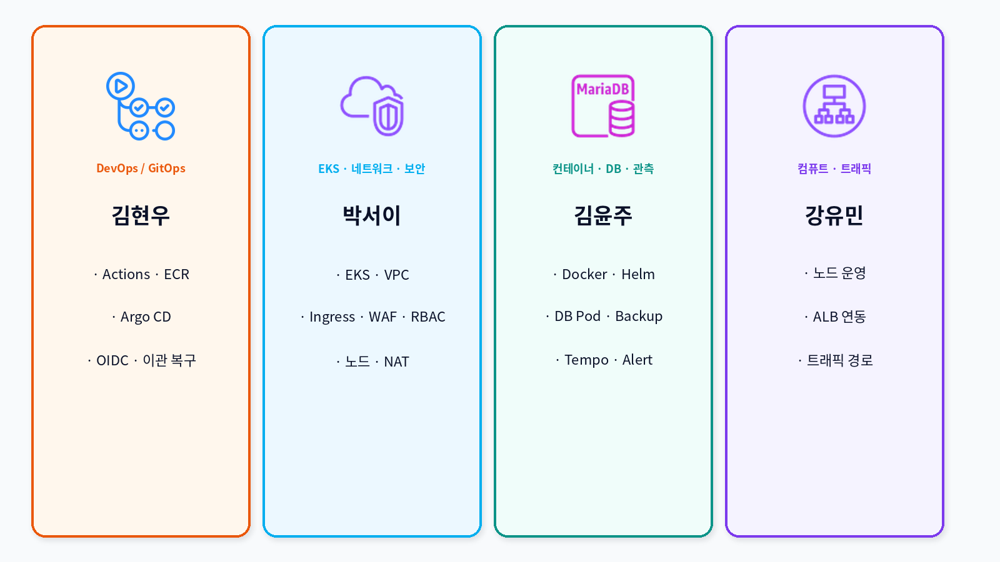 DevOps / GitOps
김현우
· Actions · ECR
· Argo CD
· OIDC · 이관 복구
EKS · 네트워크 · 보안
박서이
· EKS · VPC
· Ingress · WAF · RBAC
· 노드 · NAT
MariaDB
컨테이너 · DB · 관측
김윤주
· Docker · Helm
· DB Pod · Backup
· Tempo · Alert
컴퓨트 · 트래픽
강유민
· 노드 운영
· ALB 연동
· 트래픽 경로